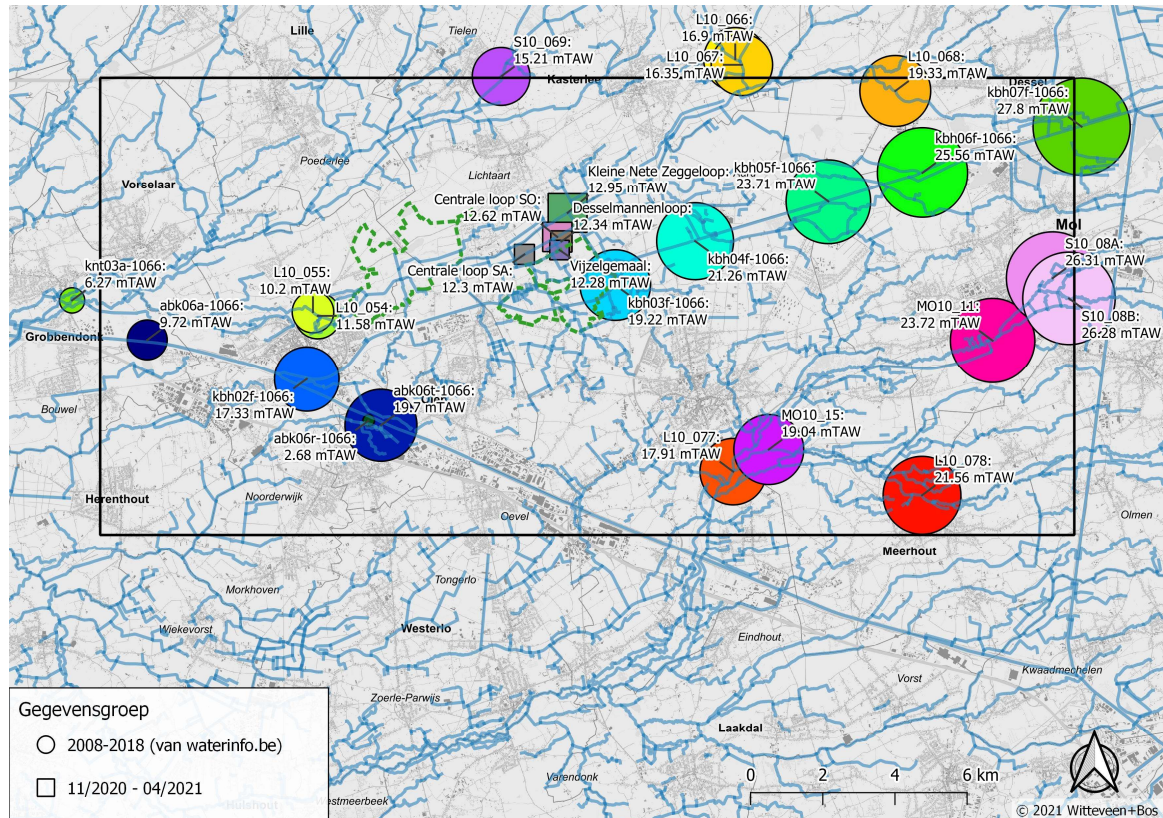 Lille
Tielen
L10_066:
16.9 mTAW
S10_069:
15.21 mTAW
L10_067:
16.35 mTAW
L10_068:
19.33 mTAW
Kasterlee
Dessel
kbh07f-1066:
27.8 mTAW
Poederlee
kbh06f-1066:
25.56 mTAW
Vorselaar
Lichtaart
Kleine Nete Zeggeloop:
12.95 mTAW
kbh05f-1066:
23.71 mTAW
Centrale loop SO:
12.62 mTAW
Desselmannenloop:
12.34 mTAW
Mol
S10_08A:
26.31 mTAW
knt03a-1066:
6.27 mTAW
L10_055:
10.2 mTAW
Centrale loop SA:
12.3 mTAW
Vijzelgemaal:
12.28 mTAW
kbh04f-1066:
21.26 mTAW
abk06a-1066:
9.72 mTAW
L10_054:
11.58 mTAW
kbh03f-1066:
19.22 mTAW
MO10_11:
23.72 mTAW
S10_08B:
26.28 mTAW
Grobbendonk
Bouwel
kbh02f-1066:
17.33 mTAW
abk06t-1066:
19.7 mTAW
abk06r-1066:
2.68 mTAW
MO10_15:
19.04 mTAW
L10_077:
17.91 mTAW
L10_078:
21.56 mTAW
Herenthout
Noorderwijk
Oevel
Olmen
Meerhout
Morkhoven
Tongerlo
Wiekevorst
Westerlo
Eindhout
Kwaadmechelen
Zoerle-Parwijs
Vorst
Laakdal
Varendonk
Westmeerbeek
Hulshout
Gegevensgroep
2008-2018 (van waterinfo.be)
11/2020 - 04/2021
0 2 4 6 km
© 2021 Witteveen+Bos